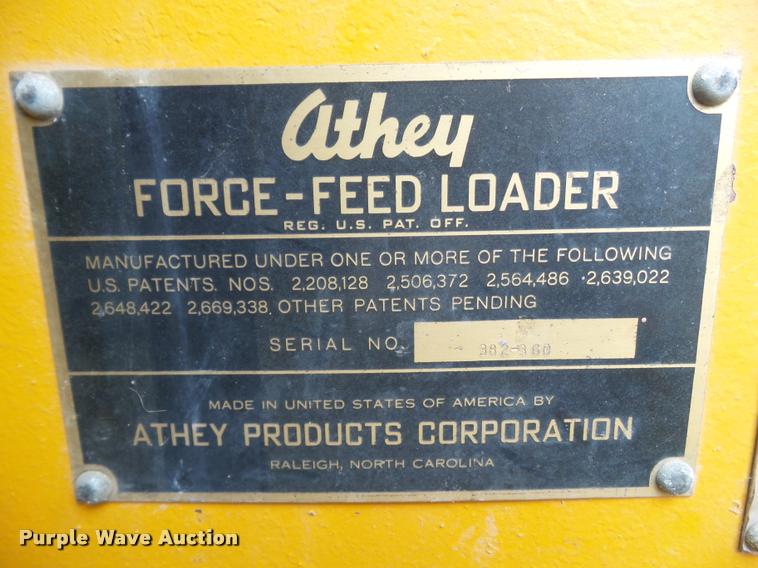 Athey
FORCE-FEED LOADER
REG. U.S. PAT. OFF.
MANUFACTURED UNDER ONE OR MORE OF THE FOLLOWING
U.S. PATENTS. NOS. 2,208,128 2,506,372 2,564,486 2,639,022
2,648,422 2,669,338. OTHER PATENTS PENDING
SERIAL NO. 382-360
MADE IN UNITED STATES OF AMERICA BY
ATHEY PRODUCTS CORPORATION
RALEIGH, NORTH CAROLINA
Purple Wave Auction